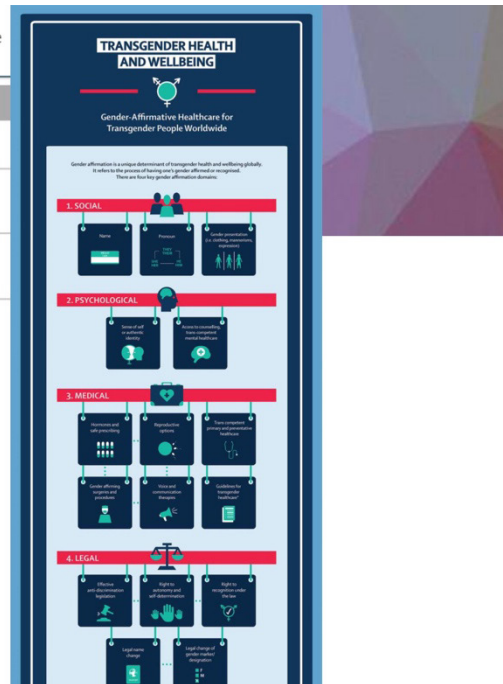 e
TRANSGENDER HEALTH
AND WELLBEING
Gender-Affirmative Healthcare for
Transgender People Worldwide
Gender affirmation is a unique determinant of transgender health and wellbeing globally.
It refers to the process of having one's gender affirmed or recognised.
There are four key gender affirmation domains:
1. SOCIAL
Name
Pronoun
Gender presentation
(i.e. clothing, mannerisms,
expression)
2. PSYCHOLOGICAL
Sense of self
or authentic
identity
Access to counselling,
trans-competent
mental healthcare
3. MEDICAL
Hormones and
safe prescribing
Reproductive
options
Trans-competent
primary and preventative
healthcare
Gender affirming
surgeries and
procedures
Voice and
communication
therapies
Guidelines for
transgender
healthcare*
4. LEGAL
Effective
anti-discrimination
legislation
Right to
autonomy and
self-determination
Right to
recognition under
the law
Legal name
change
Legal change of
gender marker/
designation
F
M